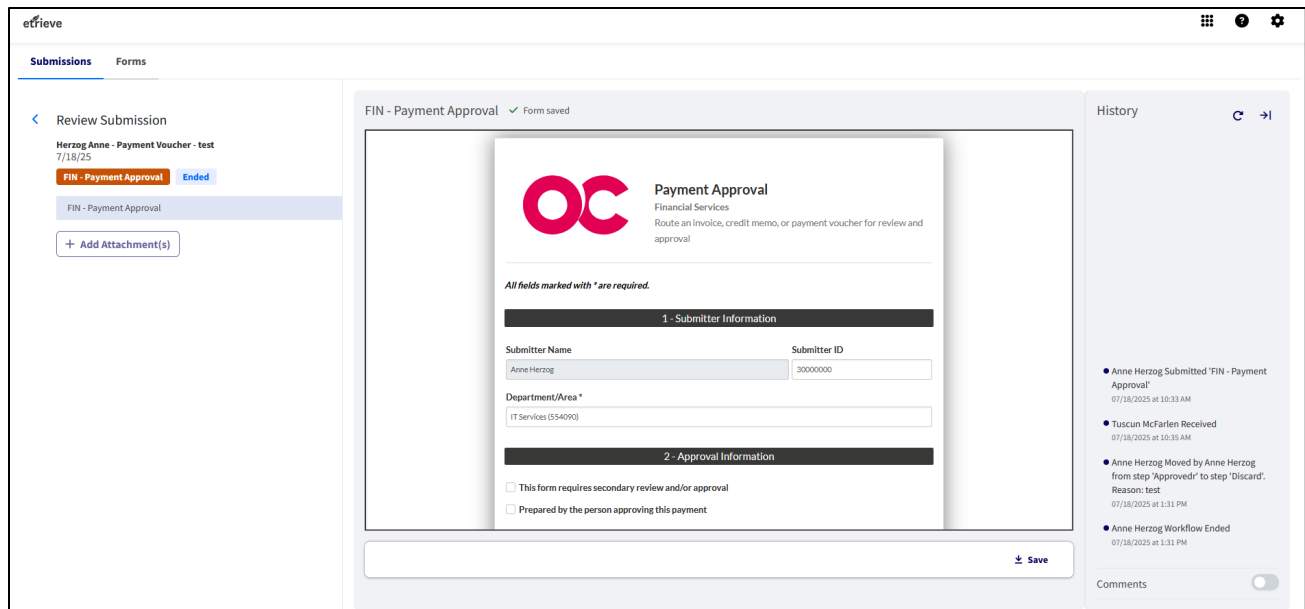 etrieve
Submissions Forms
Review Submission
Herzog Anne - Payment Voucher - test
7/18/25
FIN - Payment Approval Ended
FIN - Payment Approval
+ Add Attachment(s)
FIN - Payment Approval ✓ Form saved
OC
Payment Approval
Financial Services
Route an invoice, credit memo, or payment voucher for review and
approval
All fields marked with * are required.
1 - Submitter Information
Submitter Name Submitter ID
Anne Herzog 30000000
Department/Area *
IT Services (554090)
2 - Approval Information
This form requires secondary review and/or approval
Prepared by the person approving this payment
Save
History
Anne Herzog Submitted 'FIN - Payment
Approval'
07/18/2025 at 10:33 AM
Tuscun McFarlen Received
07/18/2025 at 10:35 AM
Anne Herzog Moved by Anne Herzog
from step 'Approvedr' to step 'Discard'.
Reason: test
07/18/2025 at 1:31 PM
Anne Herzog Workflow Ended
07/18/2025 at 1:31 PM
Comments